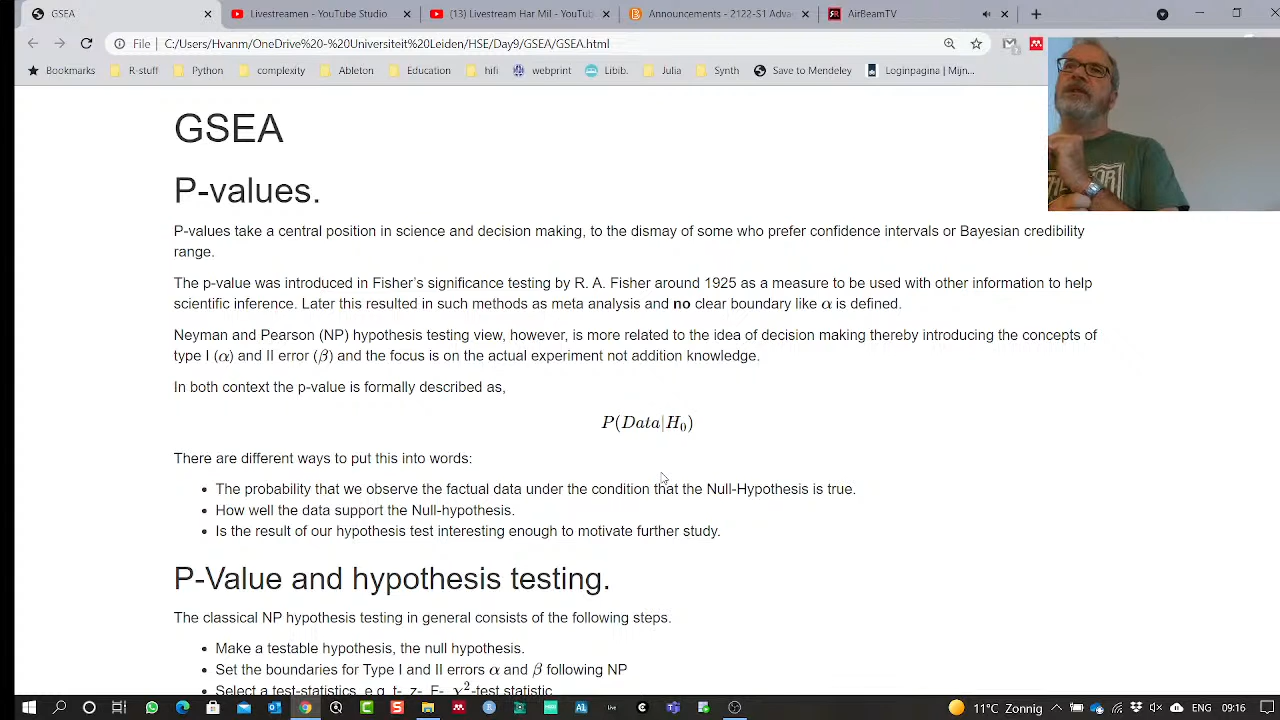 GSEA
Livestreamen - YouTube Studio
(13) Livestream Har Mil - YouTub
Announcements - 2122-S1 Adva
AirBeamTV
File | C:/Users/Hvanm/OneDrive%20-%20Universiteit%20Leiden/HSE/Day9/GSEA/GSEA.html
Bookmarks R-stuff Python complexity Ableton Education hifi webprint Libib. Julia Synth Save to Mendeley Loginpagina | Mijn...
GSEA
P-values.
P-values take a central position in science and decision making, to the dismay of some who prefer confidence intervals or Bayesian credibility
range.
The p-value was introduced in Fisher's significance testing by R. A. Fisher around 1925 as a measure to be used with other information to help
scientific inference. Later this resulted in such methods as meta analysis and no clear boundary like α is defined.
Neyman and Pearson (NP) hypothesis testing view, however, is more related to the idea of decision making thereby introducing the concepts of
type I (α) and II error (β) and the focus is on the actual experiment not addition knowledge.
In both context the p-value is formally described as,
P(Data|H₀)
There are different ways to put this into words:
• The probability that we observe the factual data under the condition that the Null-Hypothesis is true.
• How well the data support the Null-hypothesis.
• Is the result of our hypothesis test interesting enough to motivate further study.
P-Value and hypothesis testing.
The classical NP hypothesis testing in general consists of the following steps.
• Make a testable hypothesis, the null hypothesis.
• Set the boundaries for Type I and II errors α and β following NP
• Select a test-statistics, e.g. t-, z-, F-, χ²-test statistic
11°C Zonnig
ENG 09:16